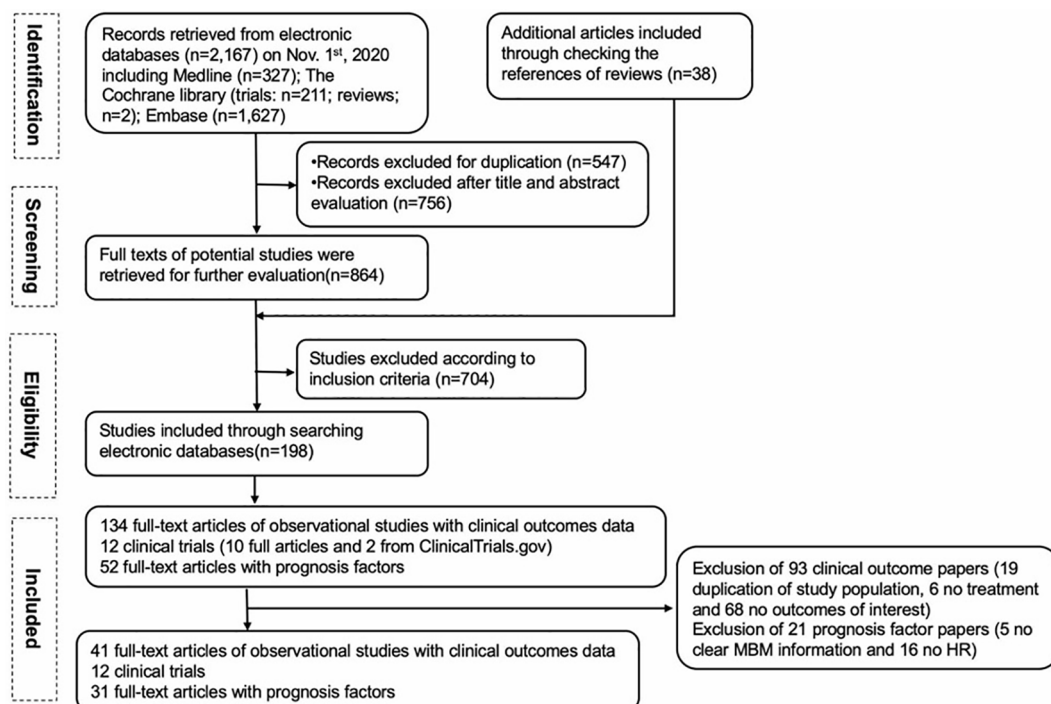 Identification
Records retrieved from electronic
databases (n=2,167) on Nov. 1st, 2020
including Medline (n=327); The
Cochrane library (trials: n=211; reviews;
n=2); Embase (n=1,627)
Additional articles included
through checking the
references of reviews (n=38)
•Records excluded for duplication (n=547)
•Records excluded after title and abstract
evaluation (n=756)
Screening
Full texts of potential studies were
retrieved for further evaluation(n=864)
Eligibility
Studies excluded according to
inclusion criteria (n=704)
Studies included through searching
electronic databases(n=198)
Included
134 full-text articles of observational studies with clinical outcomes data
12 clinical trials (10 full articles and 2 from ClinicalTrials.gov)
52 full-text articles with prognosis factors
Exclusion of 93 clinical outcome papers (19
duplication of study population, 6 no treatment
and 68 no outcomes of interest)
Exclusion of 21 prognosis factor papers (5 no
clear MBM information and 16 no HR)
41 full-text articles of observational studies with clinical outcomes data
12 clinical trials
31 full-text articles with prognosis factors